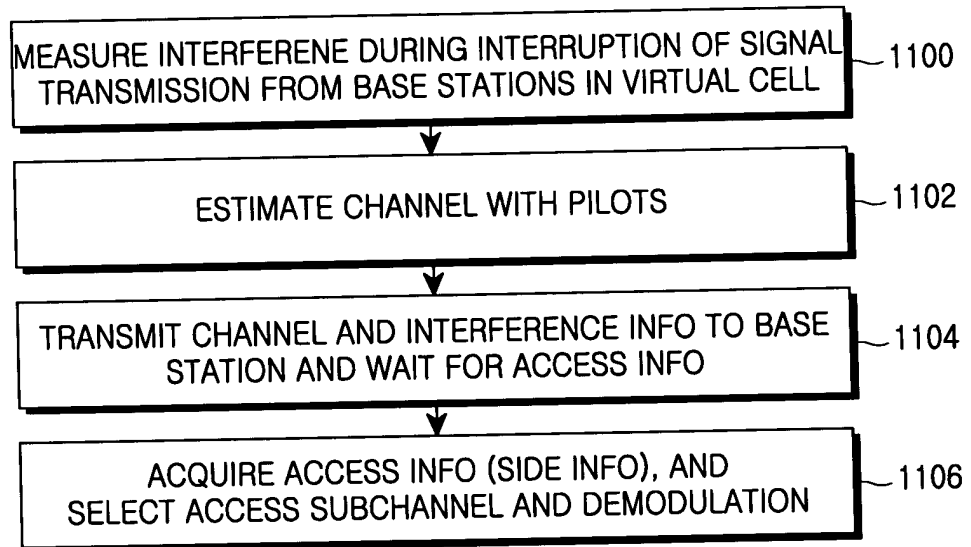 MEASURE INTERFERENE DURING INTERRUPTION OF SIGNAL
TRANSMISSION FROM BASE STATIONS IN VIRTUAL CELL
1100
ESTIMATE CHANNEL WITH PILOTS
1102
TRANSMIT CHANNEL AND INTERFERENCE INFO TO BASE
STATION AND WAIT FOR ACCESS INFO
1104
ACQUIRE ACCESS INFO (SIDE INFO), AND
SELECT ACCESS SUBCHANNEL AND DEMODULATION
1106